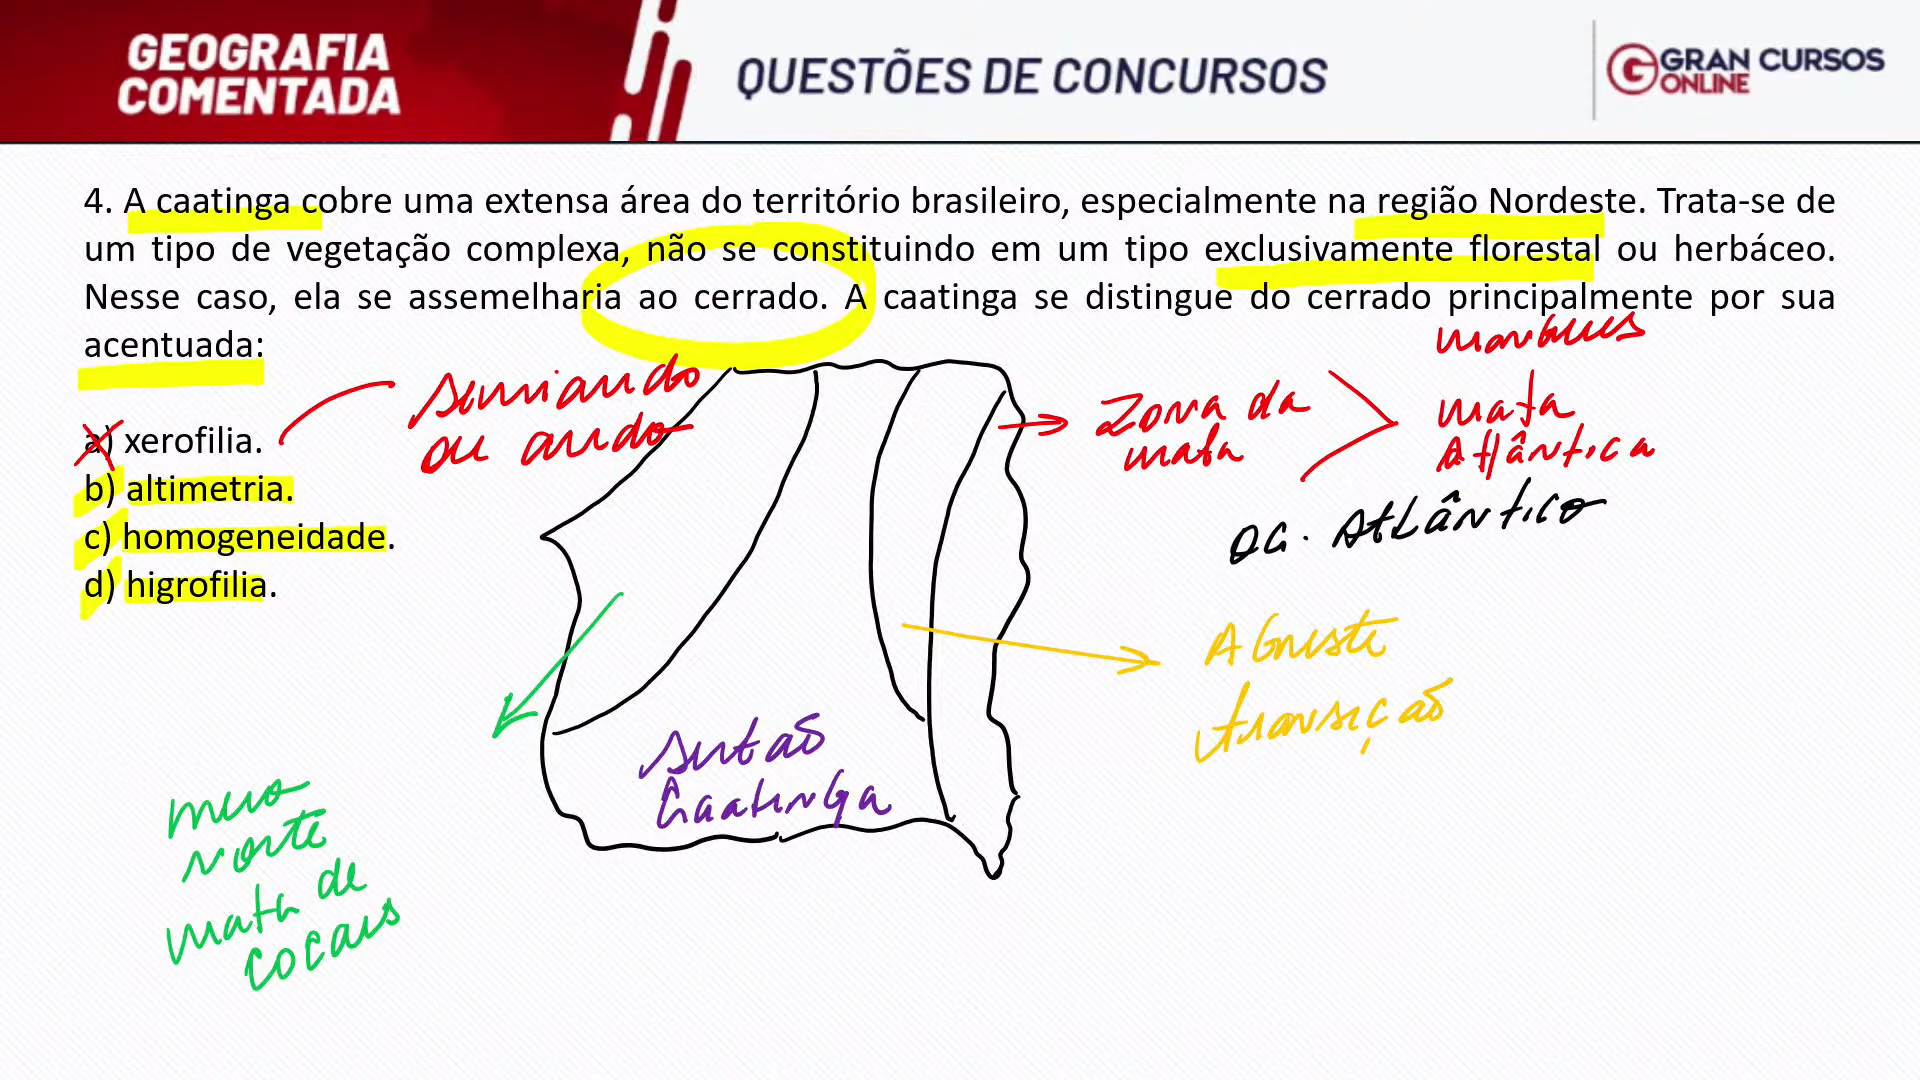 GEOGRAFIA
COMENTADA
QUESTÕES DE CONCURSOS
GRAN CURSOS
ONLINE
4. A caatinga cobre uma extensa área do território brasileiro, especialmente na região Nordeste. Trata-se de
um tipo de vegetação complexa, não se constituindo em um tipo exclusivamente florestal ou herbáceo.
Nesse caso, ela se assemelharia ao cerrado. A caatinga se distingue do cerrado principalmente por sua
acentuada:
a) xerofilia.
b) altimetria.
c) homogeneidade.
d) higrofilia.
semiárido
ou árido
Zona da
mata
mangues
mata
Atlântica
oc. Atlântico
Agreste
transição
sertão
Caatinga
meio
norte
mata de
cocais